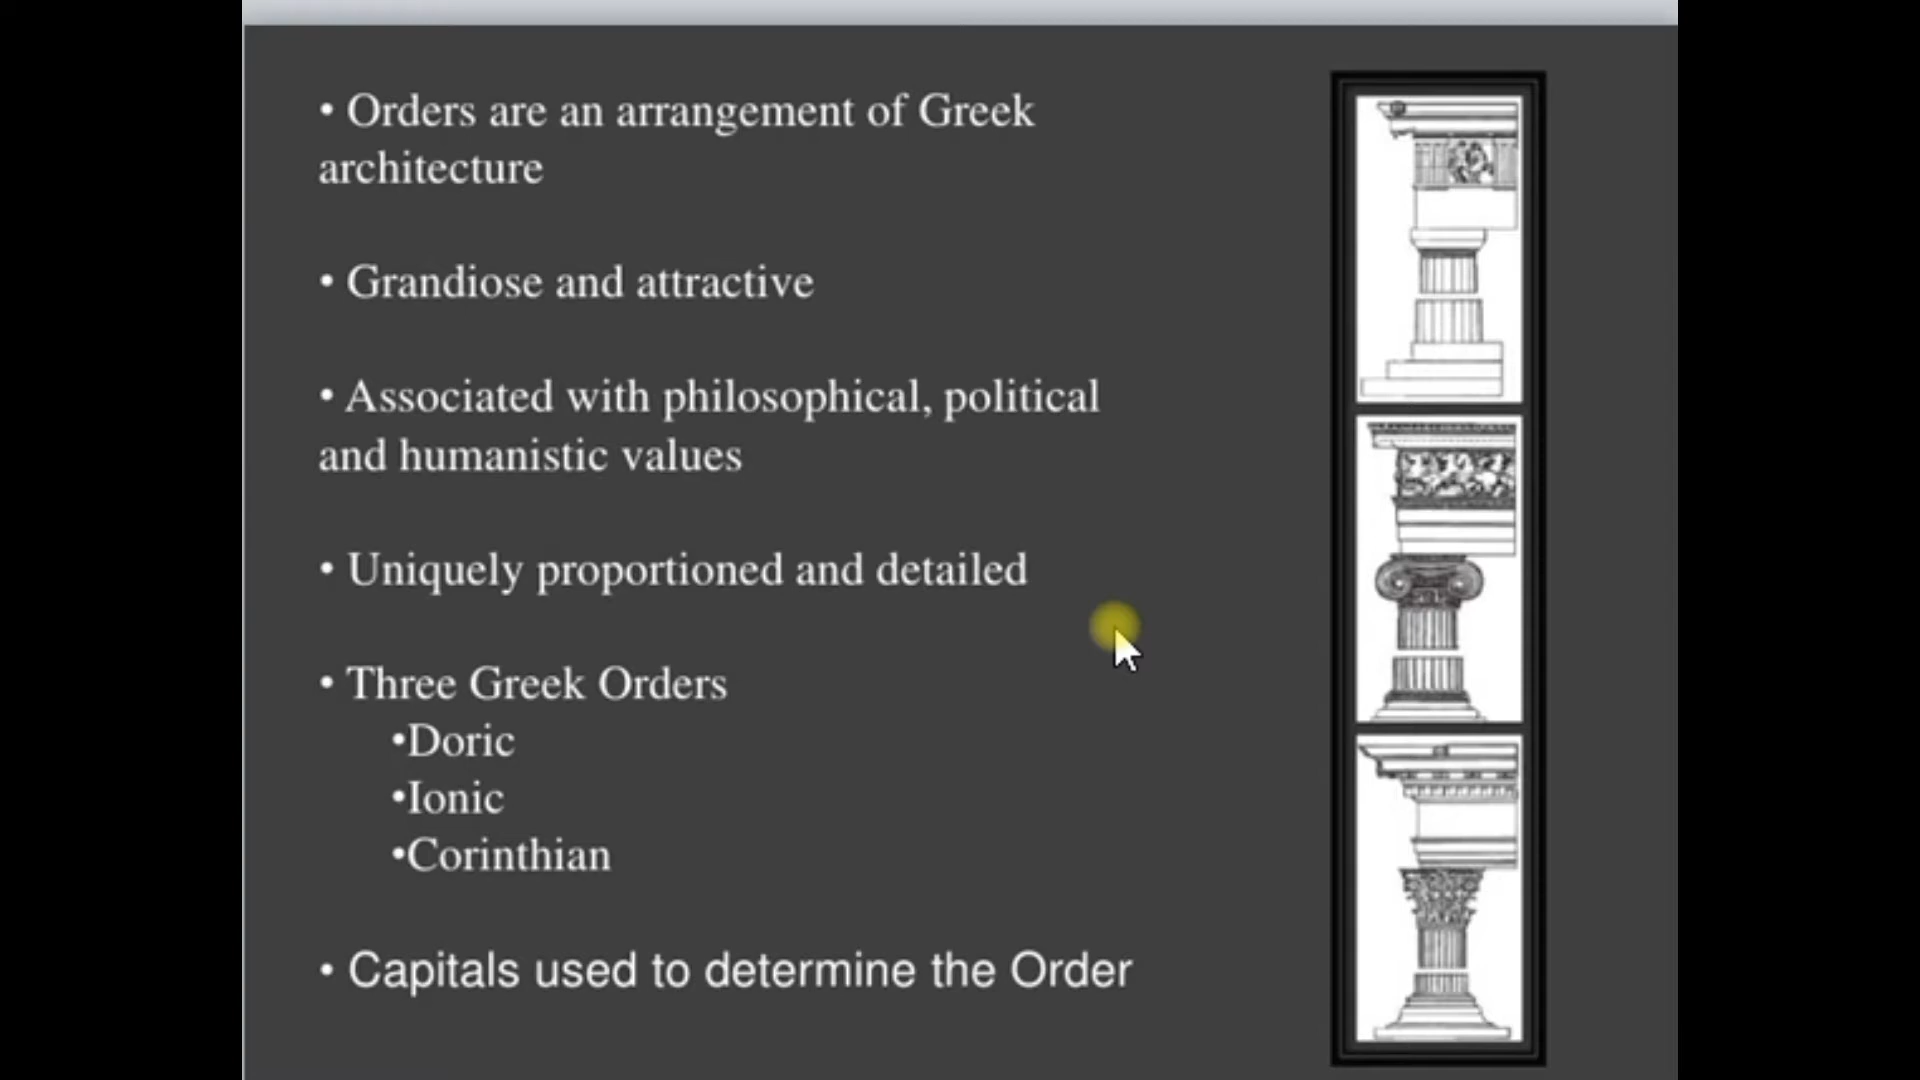 • Orders are an arrangement of Greek
architecture
• Grandiose and attractive
• Associated with philosophical, political
and humanistic values
• Uniquely proportioned and detailed
• Three Greek Orders
•Doric
•Ionic
•Corinthian
• Capitals used to determine the Order